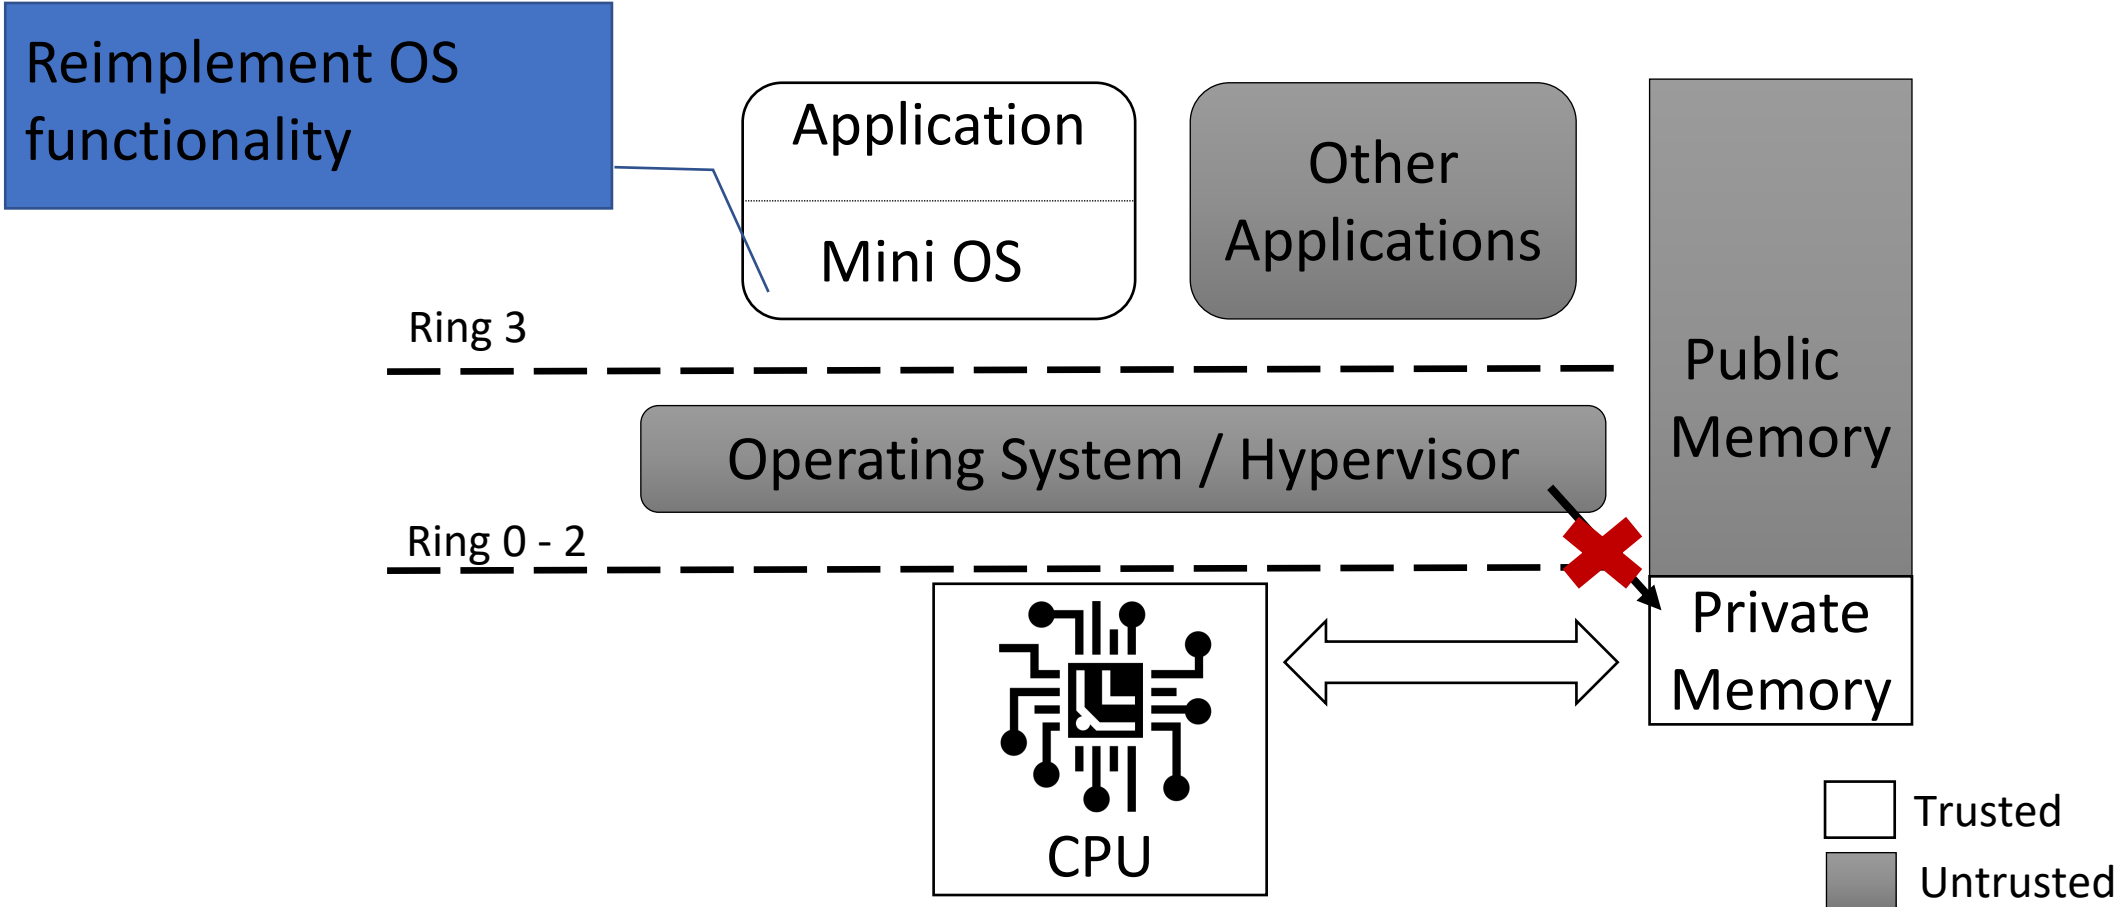 Reimplement OS
functionality
Application
Mini OS
Other
Applications
Ring 3
Public
Memory
Operating System / Hypervisor
Ring 0 - 2
Private
Memory
CPU
Trusted
Untrusted